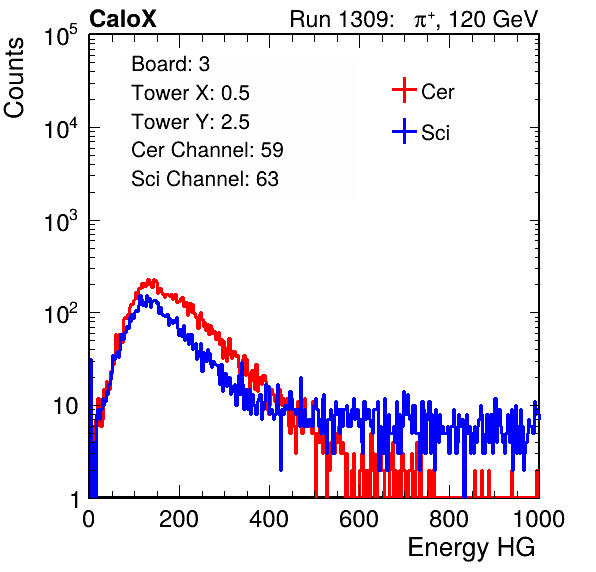 CaloX Run 1309: π⁺, 120 GeV
Counts
10⁵
10⁴
10³
10²
10
1
Board: 3
Tower X: 0.5
Tower Y: 2.5
Cer Channel: 59
Sci Channel: 63
Cer
Sci
0 200 400 600 800 1000
Energy HG